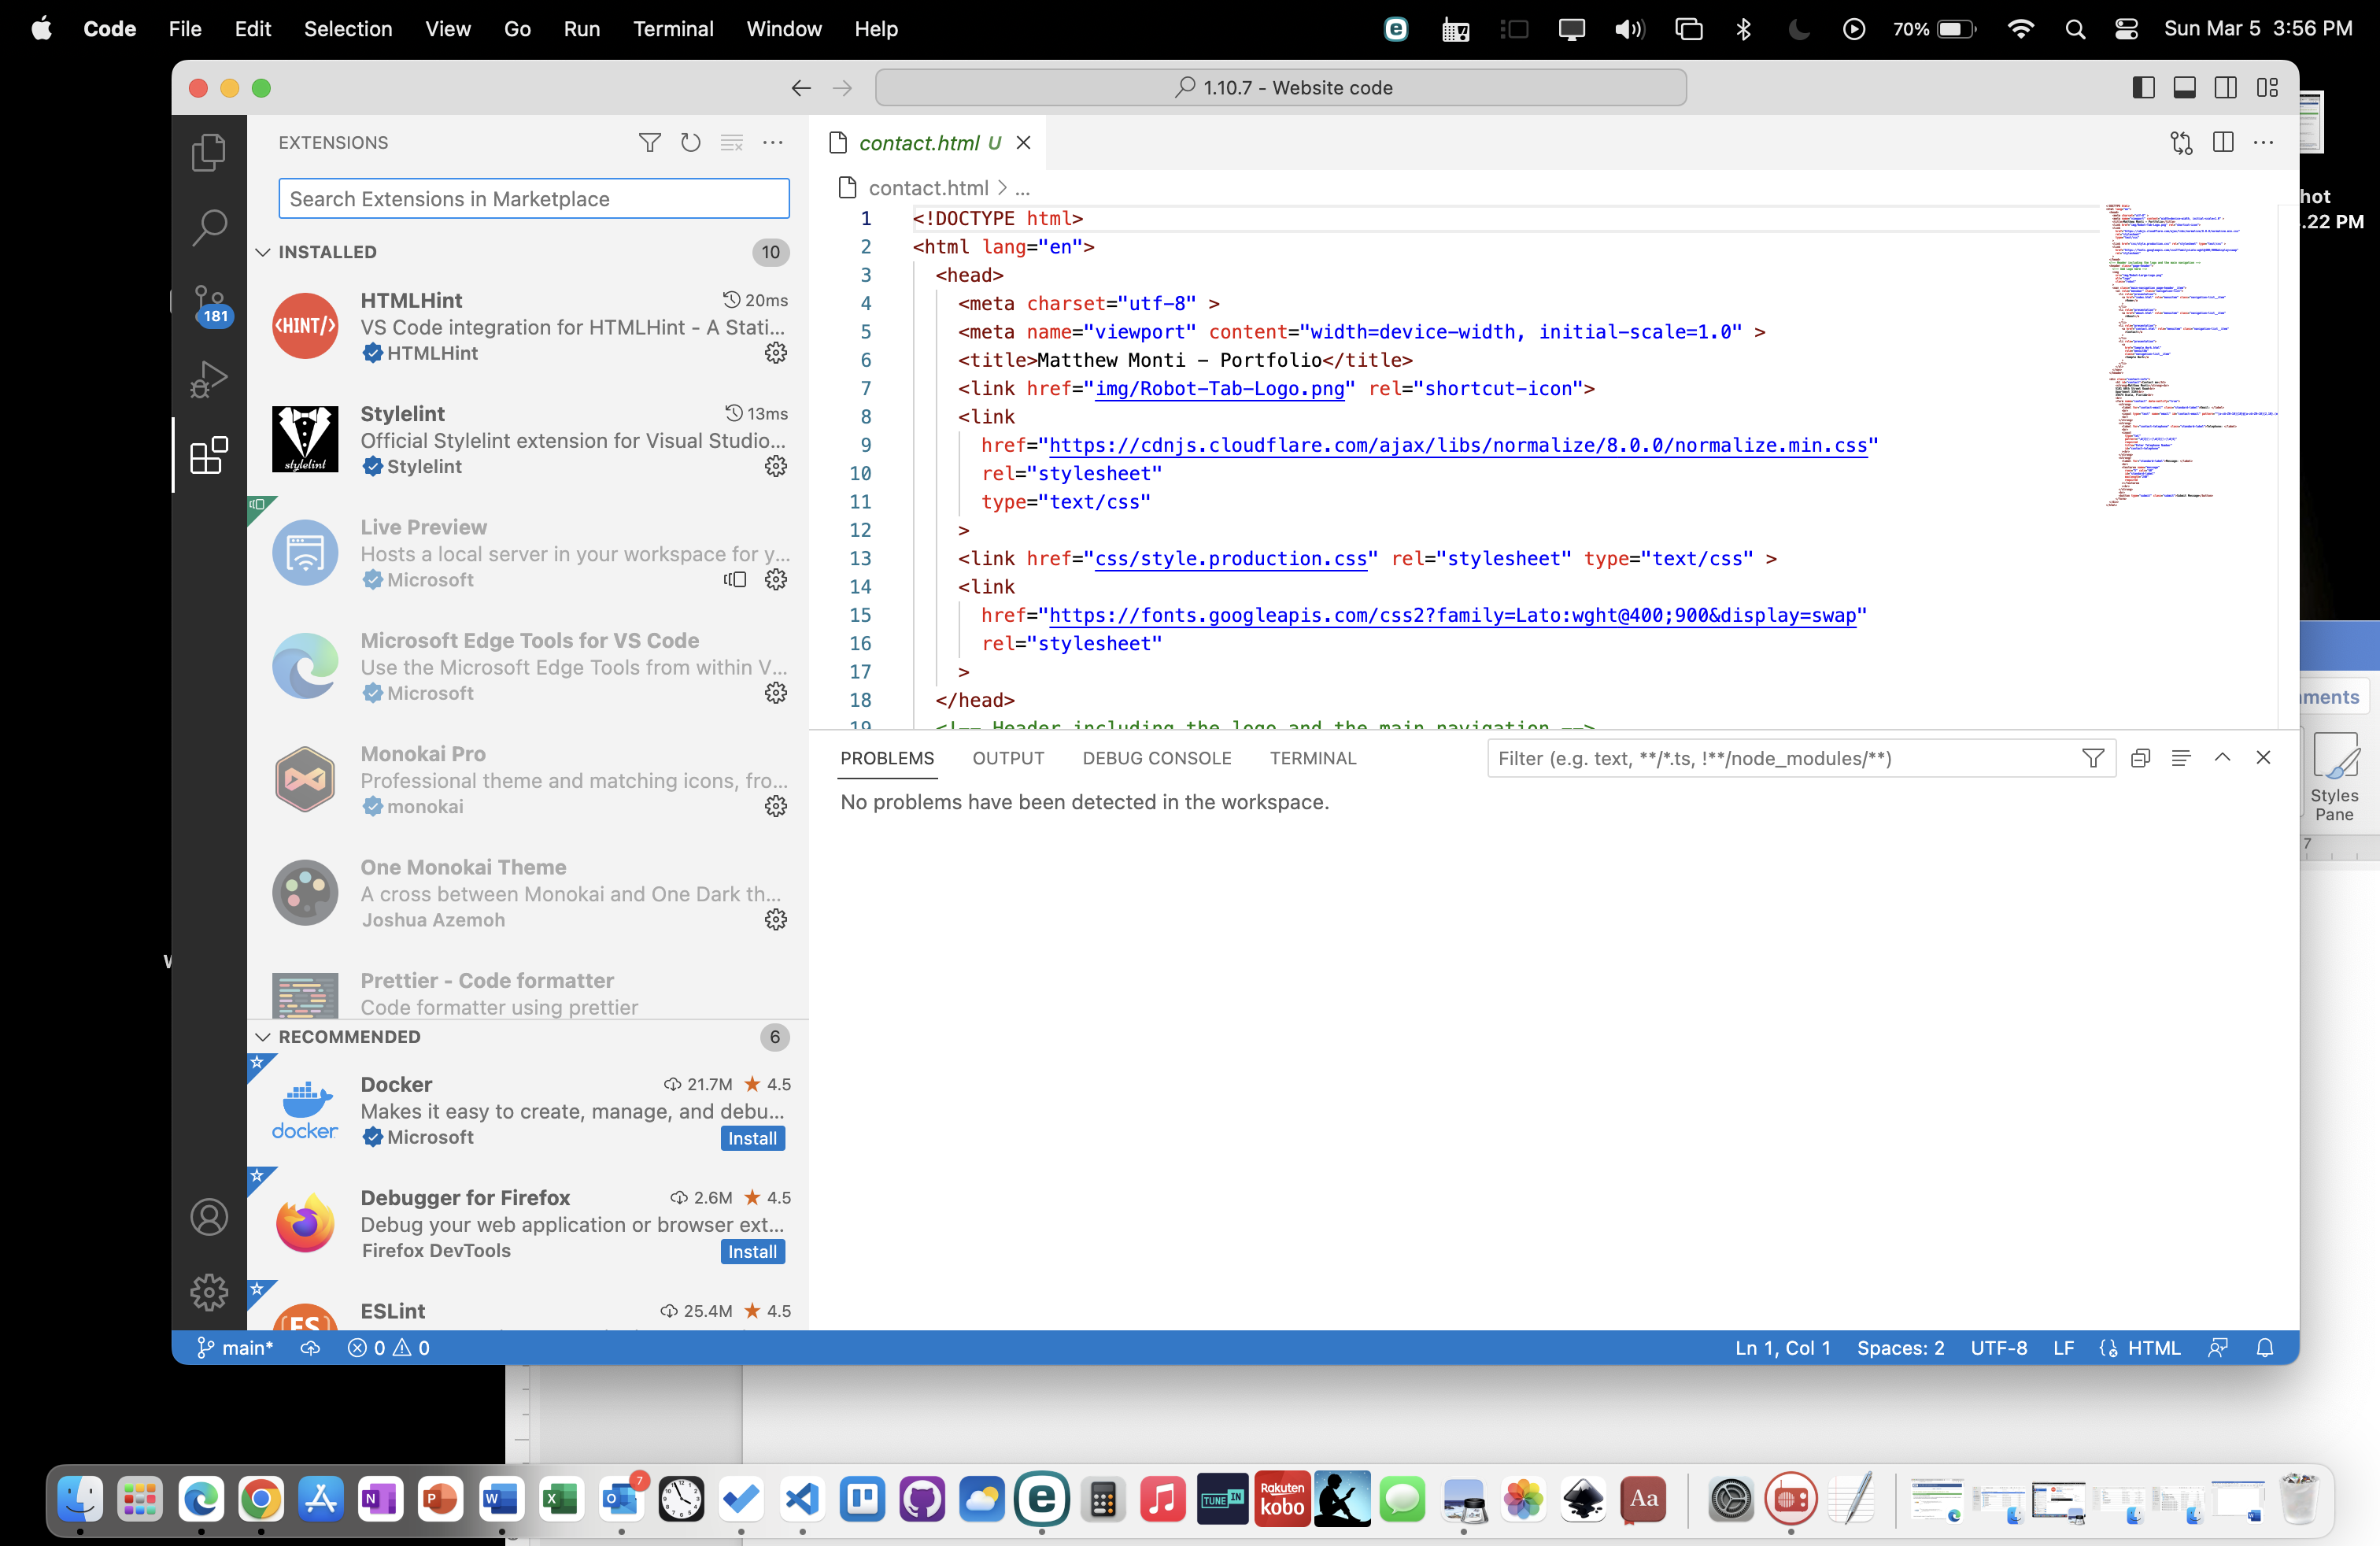 Code File Edit Selection View Go Run Terminal Window Help 70% Sun Mar 5 3:56 PM
1.10.7 - Website code
EXTENSIONS
Search Extensions in Marketplace
INSTALLED 10
HTMLHint 20ms
VS Code integration for HTMLHint - A Stati...
HTMLHint
Stylelint 13ms
Official Stylelint extension for Visual Studio...
Stylelint
Live Preview
Hosts a local server in your workspace for y...
Microsoft
Microsoft Edge Tools for VS Code
Use the Microsoft Edge Tools from within V...
Microsoft
Monokai Pro
Professional theme and matching icons, fro...
monokai
One Monokai Theme
A cross between Monokai and One Dark th...
Joshua Azemoh
Prettier - Code formatter
Code formatter using prettier
RECOMMENDED 6
Docker 21.7M 4.5
Makes it easy to create, manage, and debu...
Microsoft Install
Debugger for Firefox 2.6M 4.5
Debug your web application or browser ext...
Firefox DevTools Install
ESLint 25.4M 4.5
181
<HINT/>
stylelint
docker
ES
contact.html U
contact.html > ...
1 <!DOCTYPE html>
2 <html lang="en">
3 <head>
4 <meta charset="utf-8" >
5 <meta name="viewport" content="width=device-width, initial-scale=1.0" >
6 <title>Matthew Monti - Portfolio</title>
7 <link href="img/Robot-Tab-Logo.png" rel="shortcut-icon">
8 <link
9 href="https://cdnjs.cloudflare.com/ajax/libs/normalize/8.0.0/normalize.min.css"
10 rel="stylesheet"
11 type="text/css"
12 >
13 <link href="css/style.production.css" rel="stylesheet" type="text/css" >
14 <link
15 href="https://fonts.googleapis.com/css2?family=Lato:wght@400;900&display=swap"
16 rel="stylesheet"
17 >
18 </head>
19 <!-- Header including the logo and the main navigation -->
PROBLEMS OUTPUT DEBUG CONSOLE TERMINAL Filter (e.g. text, **/*.ts, !**/node_modules/**)
No problems have been detected in the workspace.
main* 0 0 Ln 1, Col 1 Spaces: 2 UTF-8 LF HTML
hot
.22 PM
ments
Styles
Pane
7
7
TUNE IN
Rakuten
kobo
Aa